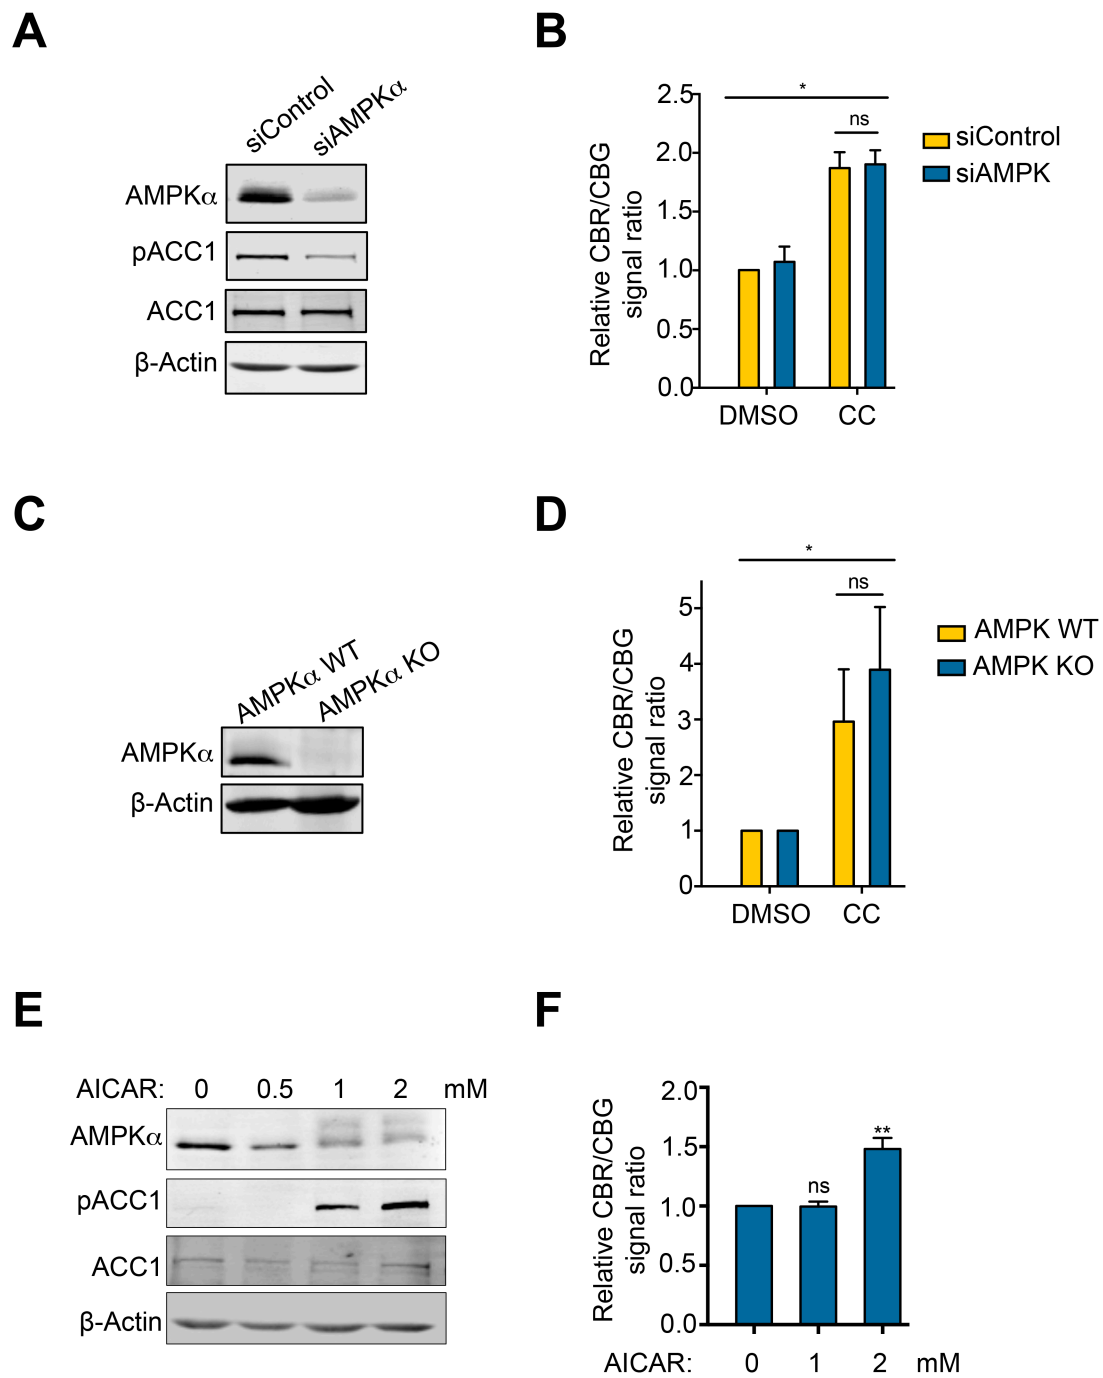 A
siControl
siAMPKα
AMPKα
pACC1
ACC1
β-Actin
B
Relative CBR/CBG
signal ratio
2.5
2.0
1.5
1.0
0.5
0.0
*
ns
DMSO
CC
siControl
siAMPK
C
AMPKα WT
AMPKα KO
AMPKα
β-Actin
D
Relative CBR/CBG
signal ratio
5
4
3
2
1
0
*
ns
DMSO
CC
AMPK WT
AMPK KO
E
AICAR: 0 0.5 1 2 mM
AMPKα
pACC1
ACC1
β-Actin
F
Relative CBR/CBG
signal ratio
2.0
1.5
1.0
0.5
0.0
ns
**
AICAR: 0 1 2 mM